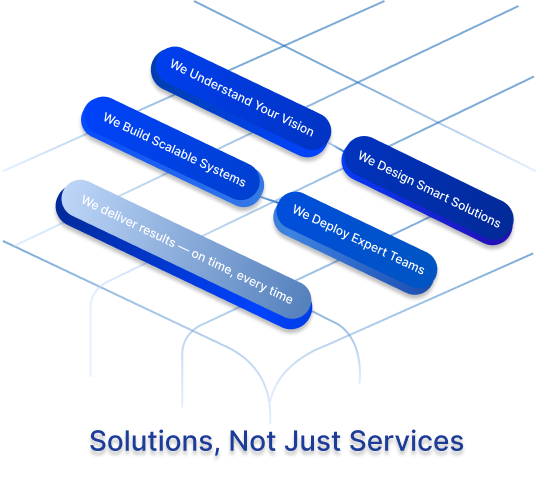 We Understand Your Vision
We Design Smart Solutions
We Build Scalable Systems
We Deploy Expert Teams
We deliver results — on time, every time
Solutions, Not Just Services